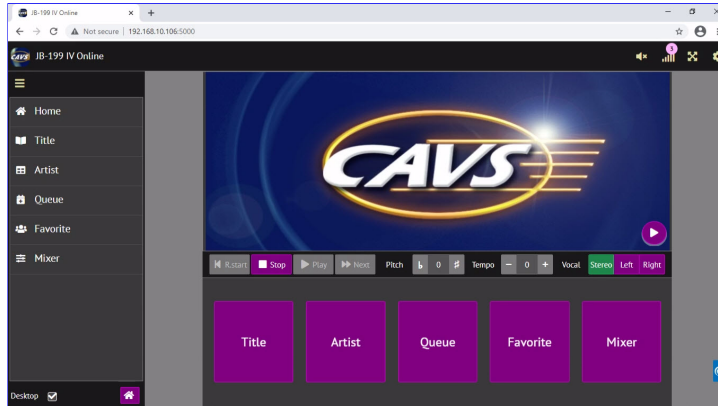 JB-199 IV Online
Not secure | 192.168.10.106:5000
CAVS JB-199 IV Online
3
Home
Title
Artist
Queue
Favorite
Mixer
CAVS
R.start Stop Play Next Pitch ♭ 0 ♯ Tempo − 0 + Vocal Stereo Left Right
Title Artist Queue Favorite Mixer
Desktop